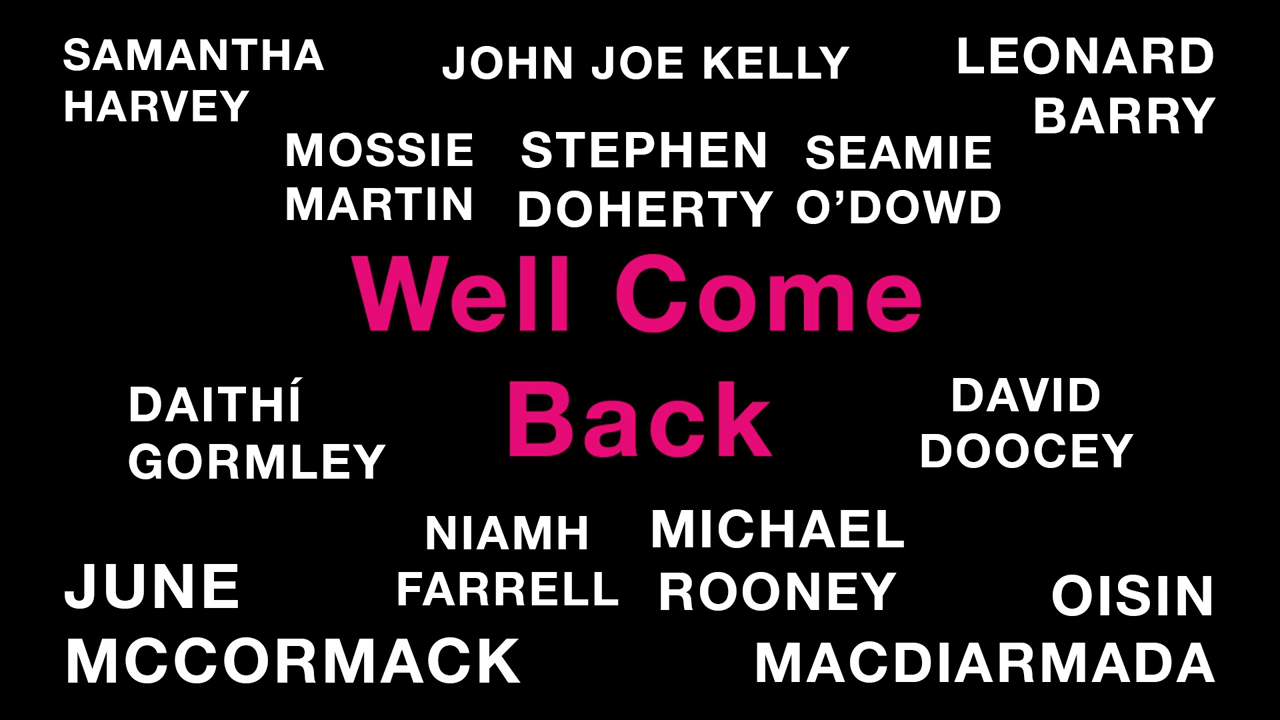 SAMANTHA
HARVEY
JOHN JOE KELLY
LEONARD
BARRY
MOSSIE
MARTIN
STEPHEN
DOHERTY
SEAMIE
O’DOWD
Well Come
Back
DAITHÍ
GORMLEY
DAVID
DOOCEY
NIAMH
FARRELL
MICHAEL
ROONEY
JUNE
MCCORMACK
OISIN
MACDIARMADA